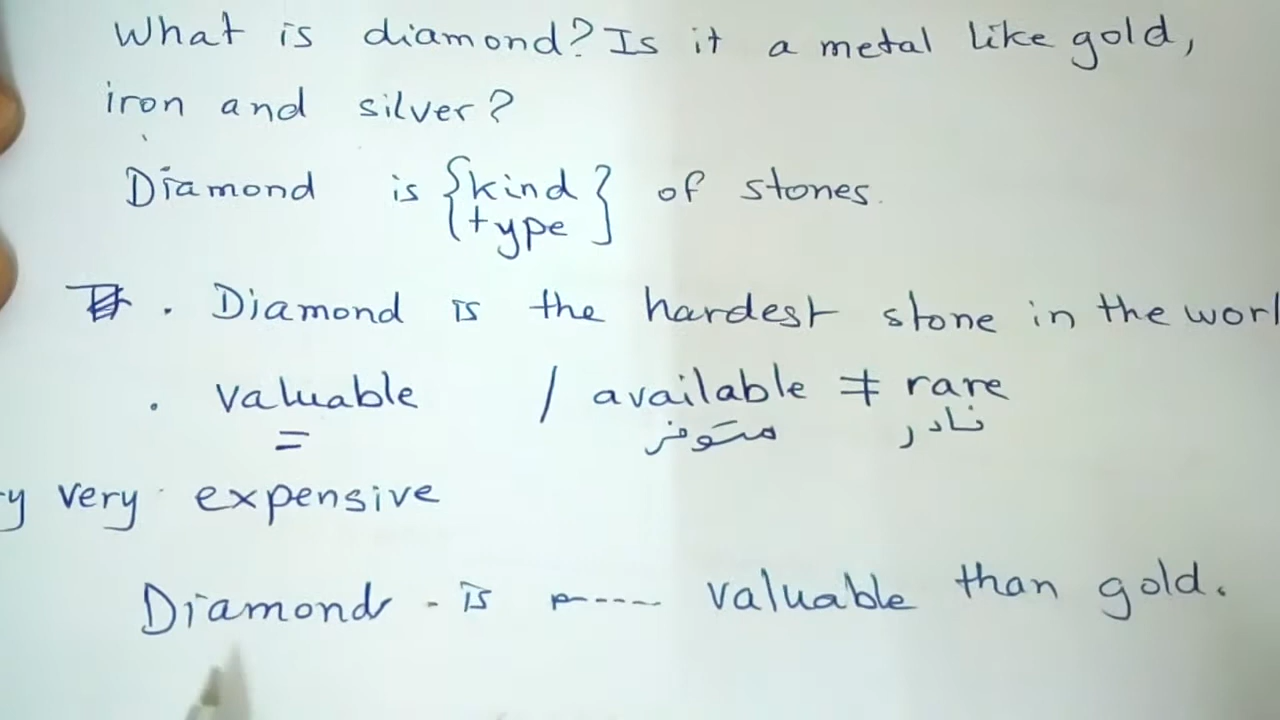 What is diamond? Is it a metal like gold,
iron and silver?
Diamond is {kind
type} of stones.
. Diamond is the hardest stone in the worl
. valuable / available ≠ rare
= متوفر نادر
y very expensive
Diamond - is ---- valuable than gold.